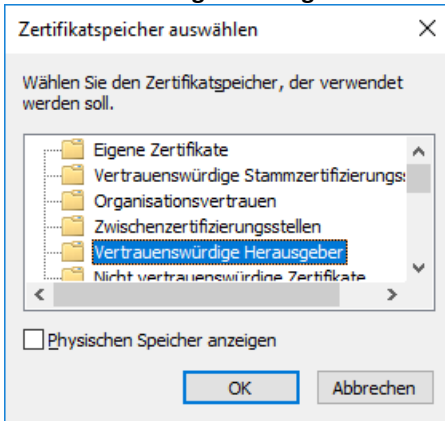 Zertifikatspeicher auswählen
Wählen Sie den Zertifikatspeicher, der verwendet
werden soll.
Eigene Zertifikate
Vertrauenswürdige Stammzertifizierungs
Organisationsvertrauen
Zwischenzertifizierungsstellen
Vertrauenswürdige Herausgeber
Nicht vertrauenswürdige Zertifikate
Physischen Speicher anzeigen
OK
Abbrechen